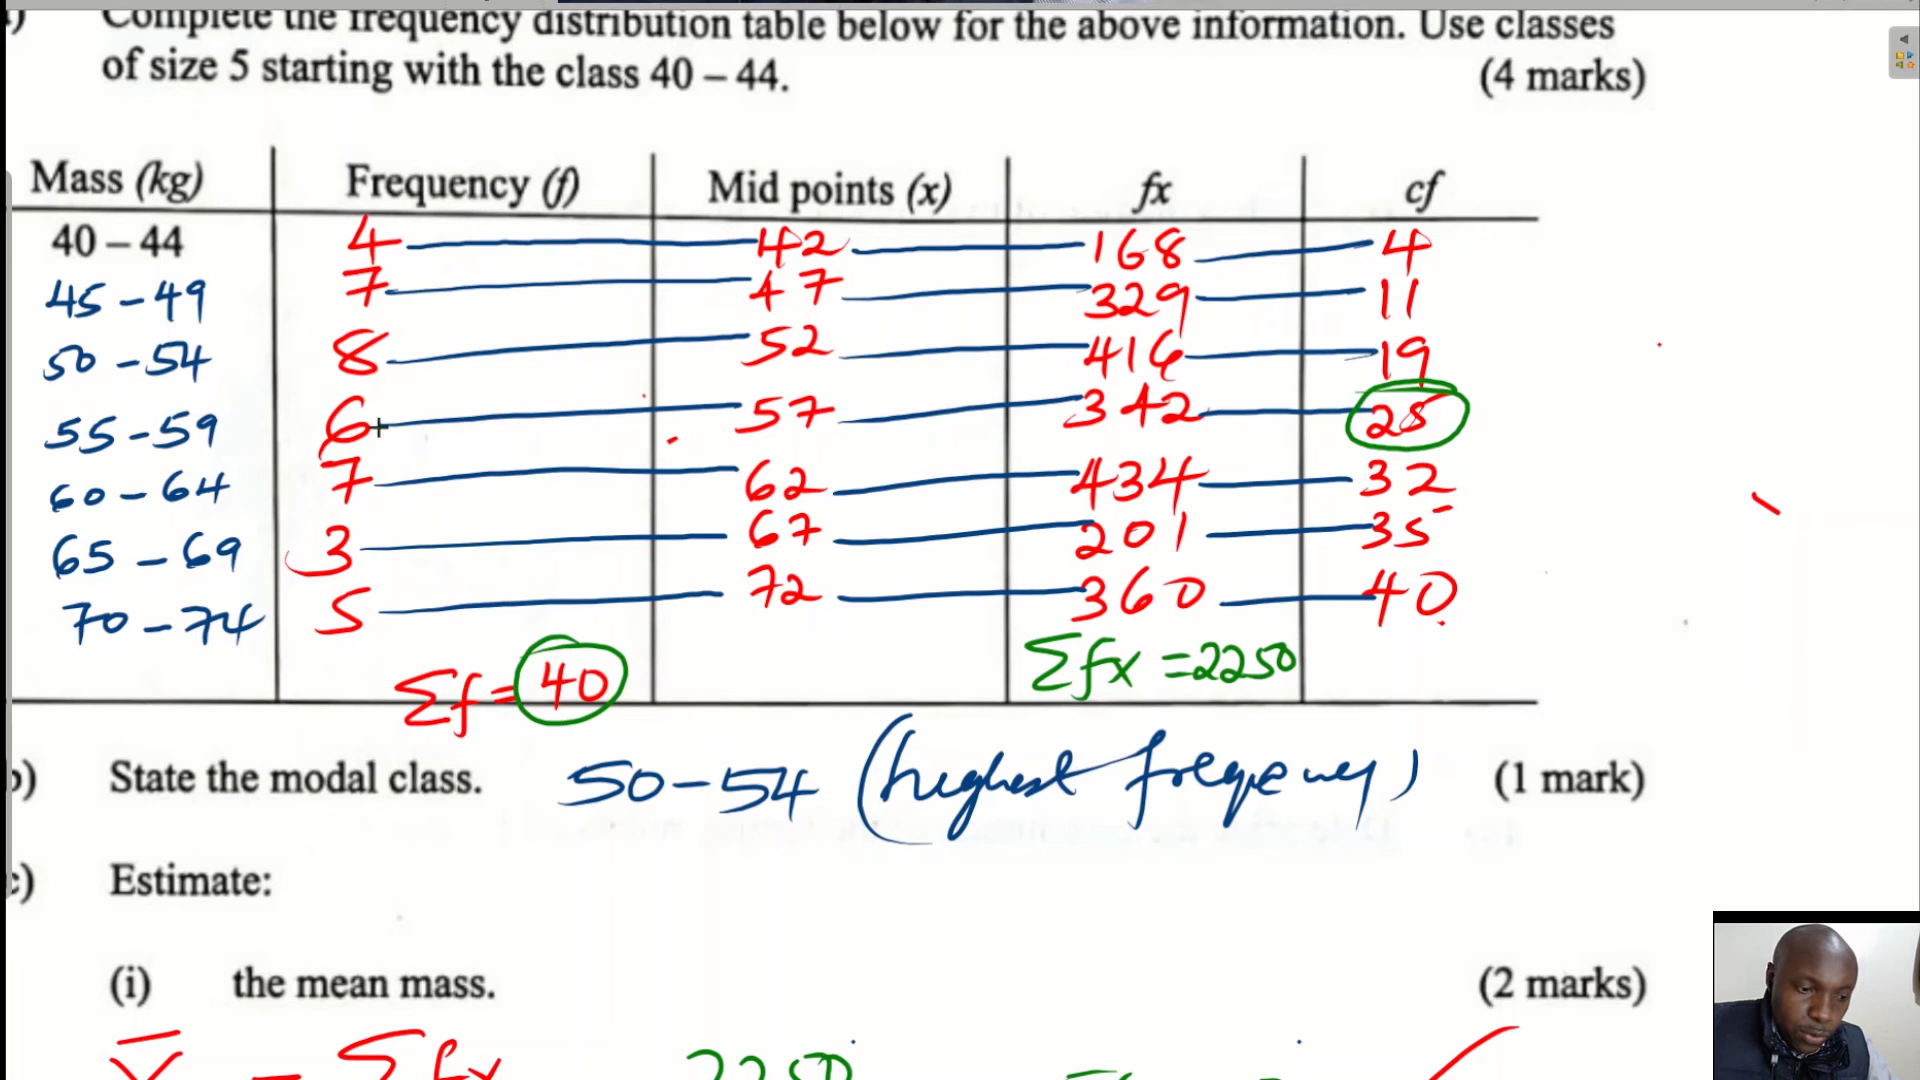 Complete the frequency distribution table below for the above information. Use classes
of size 5 starting with the class 40 – 44. (4 marks)
Mass (kg) Frequency (f) Mid points (x) fx cf
40 – 44 4 42 168 4
45 – 49 7 47 329 11
50 – 54 8 52 416 19
55 – 59 6 57 342 25
60 – 64 7 62 434 32
65 – 69 3 67 201 35
70 – 74 5 72 360 40
Σf = 40 Σfx = 2250
b) State the modal class. 50 – 54 (highest freqency) (1 mark)
c) Estimate:
(i) the mean mass. (2 marks)
x̄ = Σfx 2250